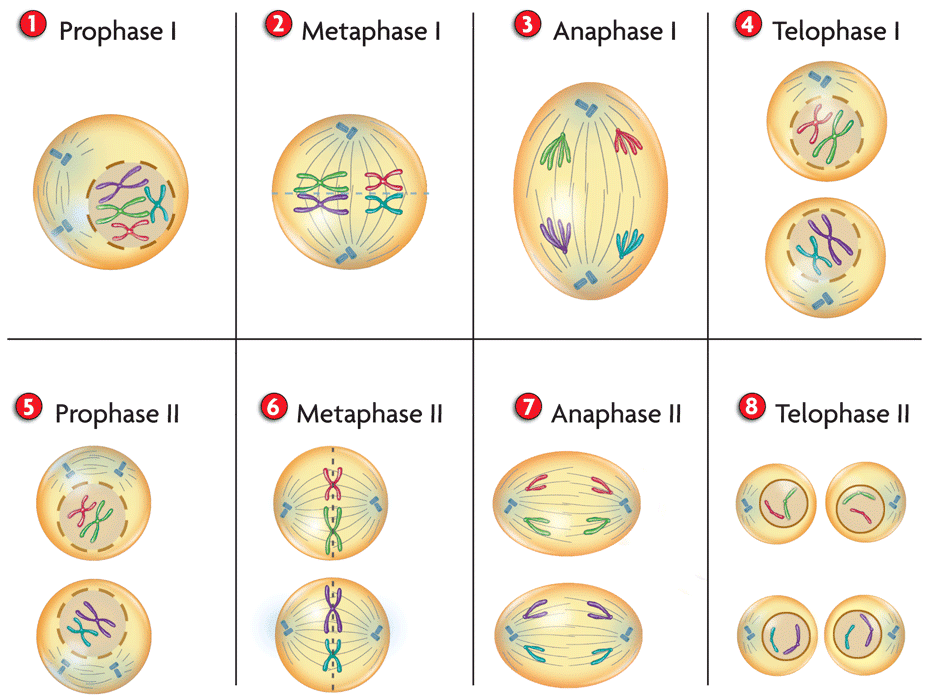 1 Prophase I
2 Metaphase I
3 Anaphase I
4 Telophase I
5 Prophase II
6 Metaphase II
7 Anaphase II
8 Telophase II